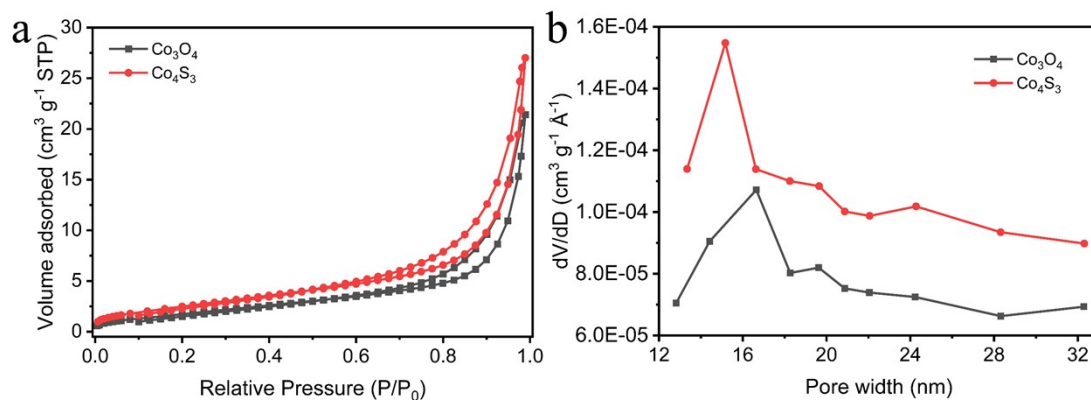 a
Volume adsorbed (cm³ g⁻¹ STP)
30
25
20
15
10
5
0
Co₃O₄
Co₄S₃
0.0 0.2 0.4 0.6 0.8 1.0
Relative Pressure (P/P₀)
b
dV/dD (cm³ g⁻¹ Å⁻¹)
1.6E-04
1.4E-04
1.2E-04
1.0E-04
8.0E-05
6.0E-05
Co₃O₄
Co₄S₃
12 16 20 24 28 32
Pore width (nm)